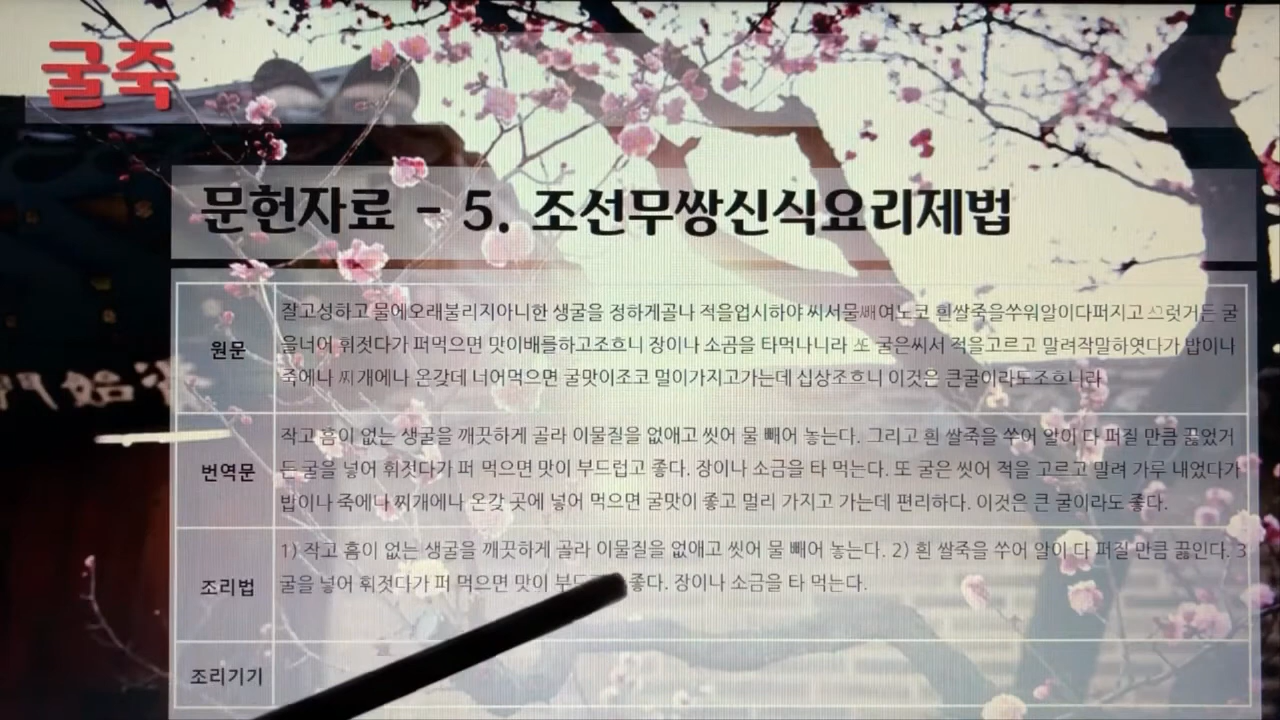 굴죽
문헌자료 - 5. 조선무쌍신식요리제법
원문
잘고성하고 물에오래불리지아니한 생굴을 정하게골나 적을업시하야 씨서물빼여노코 흰쌀죽을쑤워알이다퍼지고 끄럿거든 굴
을너어 휘젓다가 퍼먹으면 맛이배틀하고조흐니 장이나 소곰을 타먹나니라 또 굴은씨서 적을고르고 말려작말하엿다가 밥이나
죽에나 찌개에나 온갖데 너어먹으면 굴맛이조코 멀이가지고가는데 십상조흐니 이것은 큰굴이라도조흐니라
번역문
작고 흠이 없는 생굴을 깨끗하게 골라 이물질을 없애고 씻어 물 빼어 놓는다. 그리고 흰 쌀죽을 쑤어 알이 다 퍼질 만큼 끓었거
든 굴을 넣어 휘젓다가 퍼 먹으면 맛이 부드럽고 좋다. 장이나 소금을 타 먹는다. 또 굴은 씻어 적을 고르고 말려 가루 내었다가
밥이나 죽에나 찌개에나 온갖 곳에 넣어 먹으면 굴맛이 좋고 멀리 가지고 가는데 편리하다. 이것은 큰 굴이라도 좋다.
조리법
1) 작고 흠이 없는 생굴을 깨끗하게 골라 이물질을 없애고 씻어 물 빼어 놓는다. 2) 흰 쌀죽을 쑤어 알이 다 퍼질 만큼 끓인다. 3
굴을 넣어 휘젓다가 퍼 먹으면 맛이 좋다. 장이나 소금을 타 먹는다.
조리기기